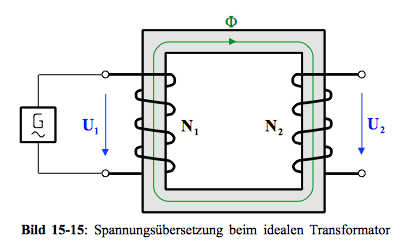 Φ
G
~
U1
N1
N2
U2
Bild 15-15: Spannungsübersetzung beim idealen Transformator